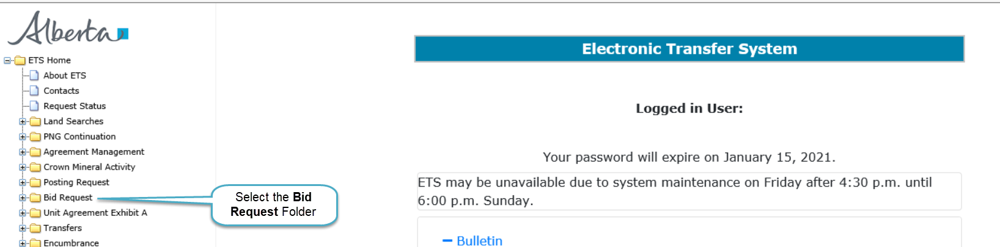 Alberta
ETS Home
About ETS
Contacts
Request Status
Land Searches
PNG Continuation
Agreement Management
Crown Mineral Activity
Posting Request
Bid Request
Unit Agreement Exhibit A
Transfers
Encumbrance
Select the Bid
Request Folder
Electronic Transfer System
Logged in User:
Your password will expire on January 15, 2021.
ETS may be unavailable due to system maintenance on Friday after 4:30 p.m. until
6:00 p.m. Sunday.
Bulletin